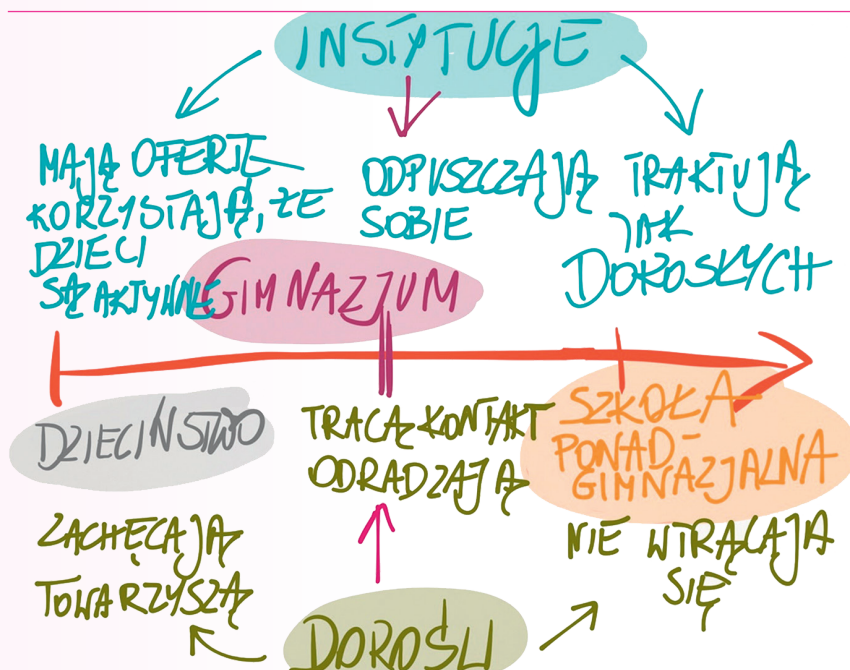 INSTYTUCJE
MAJĄ OFERTĘ
KORZYSTAJĄ, ŻE
DZIECI
SĄ AKTYWNE
ODPUSZCZAJĄ
SOBIE
TRAKTUJĄ
JAK
DOROSŁYCH
GIMNAZJUM
DZIECIŃSTWO
TRACĄ KONTAKT
ODRADZAJĄ
SZKOŁA
PONAD-
GIMNAZJALNA
ZACHĘCAJĄ
TOWARZYSZĄ
NIE WTRĄCAJĄ
SIĘ
DOROŚLI